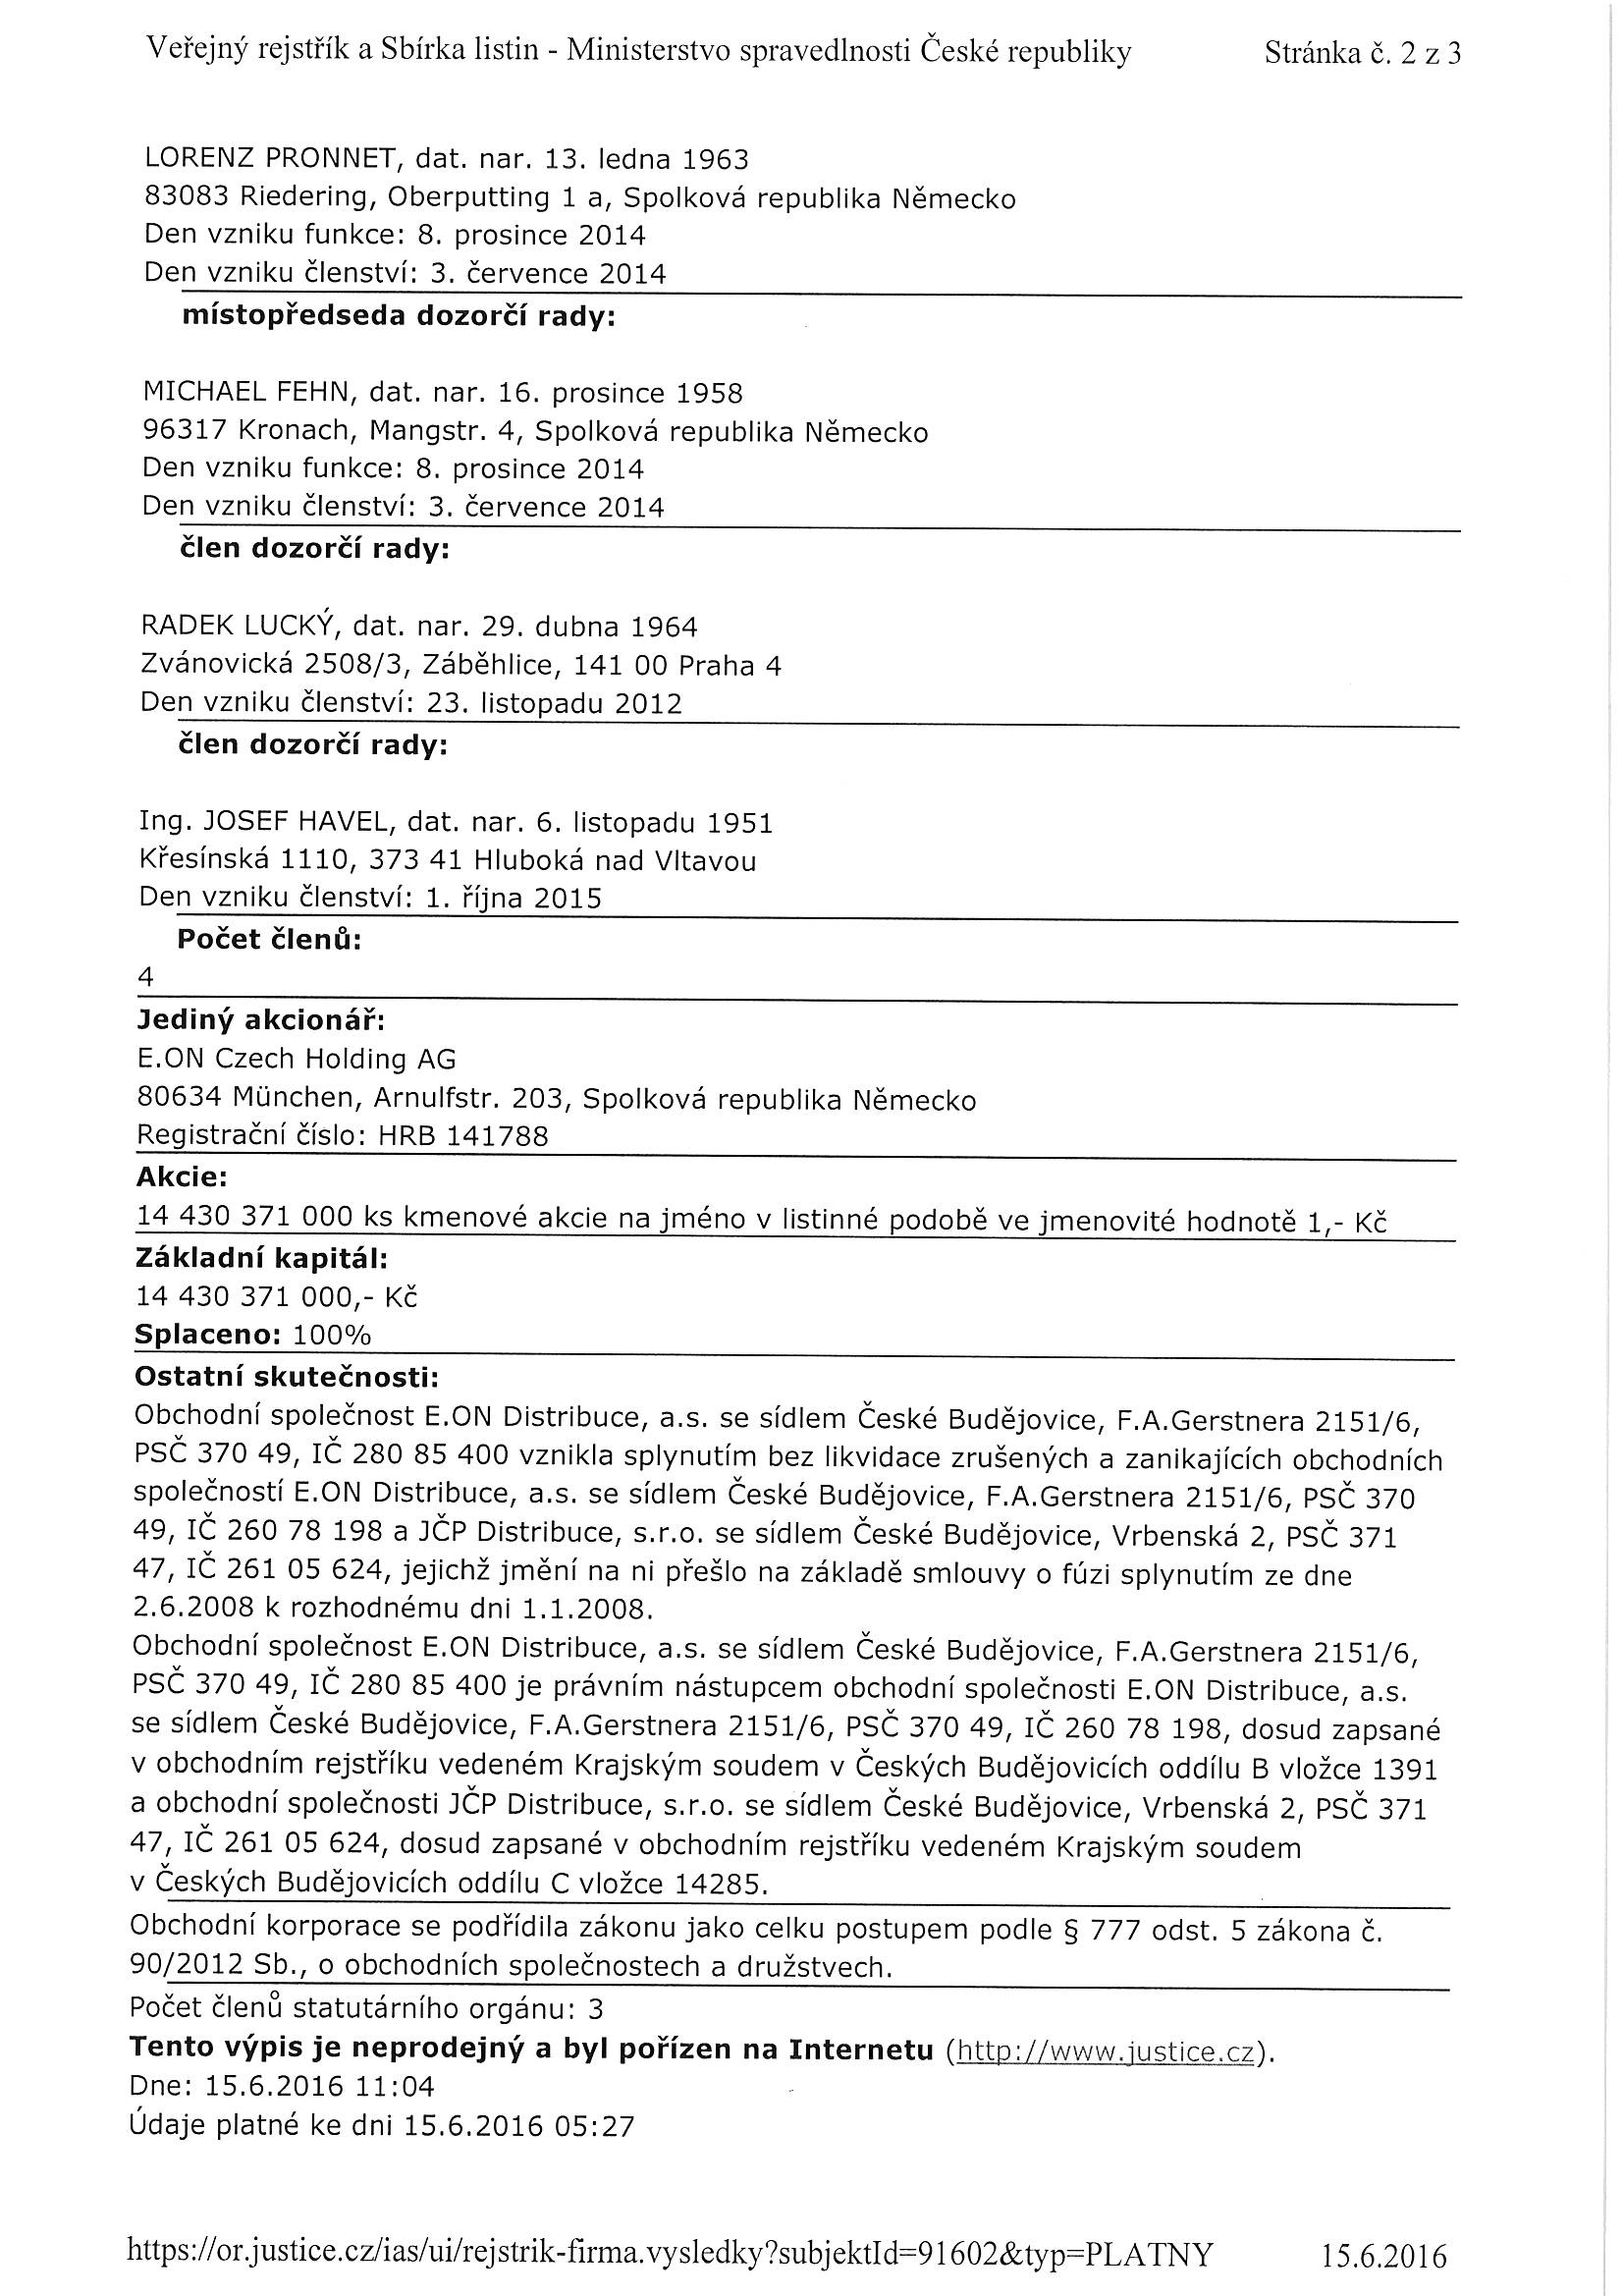 Veřejný rejstřík a Sbírka listin - Ministerstvo spravedlnosti České republiky Stránka č. 2 z 3
LORENZ PRONNET, dat. nar. 13. ledna 1963
83083 Riedering, Oberputting 1 a, Spolková republika Německo
Den vzniku funkce: 8. prosince 2014
Den vzniku členství: 3. července 2014
místopředseda dozorčí rady:
MICHAEL FEHN, dat. nar. 16. prosince 1958
96317 Kronach, Mangstr. 4, Spolková republika Německo
Den vzniku funkce: 8. prosince 2014
Den vzniku členství: 3. července 2014
člen dozorčí rady:
RADEK LUCKÝ, dat. nar. 29. dubna 1964
Zvánovická 2508/3, Záběhlice, 141 00 Praha 4
Den vzniku členství: 23. listopadu 2012
člen dozorčí rady:
Ing. JOSEF HAVEL, dat. nar. 6. listopadu 1951
Křesínská 1110, 373 41 Hluboká nad Vltavou
Den vzniku členství: 1. října 2015
Počet členů:
4
Jediný akcionář:
E.ON Czech Holding AG
80634 München, Arnulfstr. 203, Spolková republika Německo
Registrační číslo: HRB 141788
Akcie:
14 430 371 000 ks kmenové akcie na jméno v listinné podobě ve jmenovité hodnotě 1,- Kč
Základní kapitál:
14 430 371 000,- Kč
Splaceno: 100%
Ostatní skutečnosti:
Obchodní společnost E.ON Distribuce, a.s. se sídlem České Budějovice, F.A.Gerstnera 2151/6,
PSČ 370 49, IČ 280 85 400 vznikla splynutím bez likvidace zrušených a zanikajících obchodních
společností E.ON Distribuce, a.s. se sídlem České Budějovice, F.A.Gerstnera 2151/6, PSČ 370
49, IČ 260 78 198 a JČP Distribuce, s.r.o. se sídlem České Budějovice, Vrbenská 2, PSČ 371
47, IČ 261 05 624, jejichž jmění na ni přešlo na základě smlouvy o fúzi splynutím ze dne
2.6.2008 k rozhodnému dni 1.1.2008.
Obchodní společnost E.ON Distribuce, a.s. se sídlem České Budějovice, F.A.Gerstnera 2151/6,
PSČ 370 49, IČ 280 85 400 je právním nástupcem obchodní společnosti E.ON Distribuce, a.s.
se sídlem České Budějovice, F.A.Gerstnera 2151/6, PSČ 370 49, IČ 260 78 198, dosud zapsané
v obchodním rejstříku vedeném Krajským soudem v Českých Budějovicích oddílu B vložce 1391
a obchodní společnosti JČP Distribuce, s.r.o. se sídlem České Budějovice, Vrbenská 2, PSČ 371
47, IČ 261 05 624, dosud zapsané v obchodním rejstříku vedeném Krajským soudem
v Českých Budějovicích oddílu C vložce 14285.
Obchodní korporace se podřídila zákonu jako celku postupem podle § 777 odst. 5 zákona č.
90/2012 Sb., o obchodních společnostech a družstvech.
Počet členů statutárního orgánu: 3
Tento výpis je neprodejný a byl pořízen na Internetu (http://www.justice.cz).
Dne: 15.6.2016 11:04
Údaje platné ke dni 15.6.2016 05:27
https://or.justice.cz/ias/ui/rejstrik-firma.vysledky?subjektId=91602&typ=PLATNY 15.6.2016